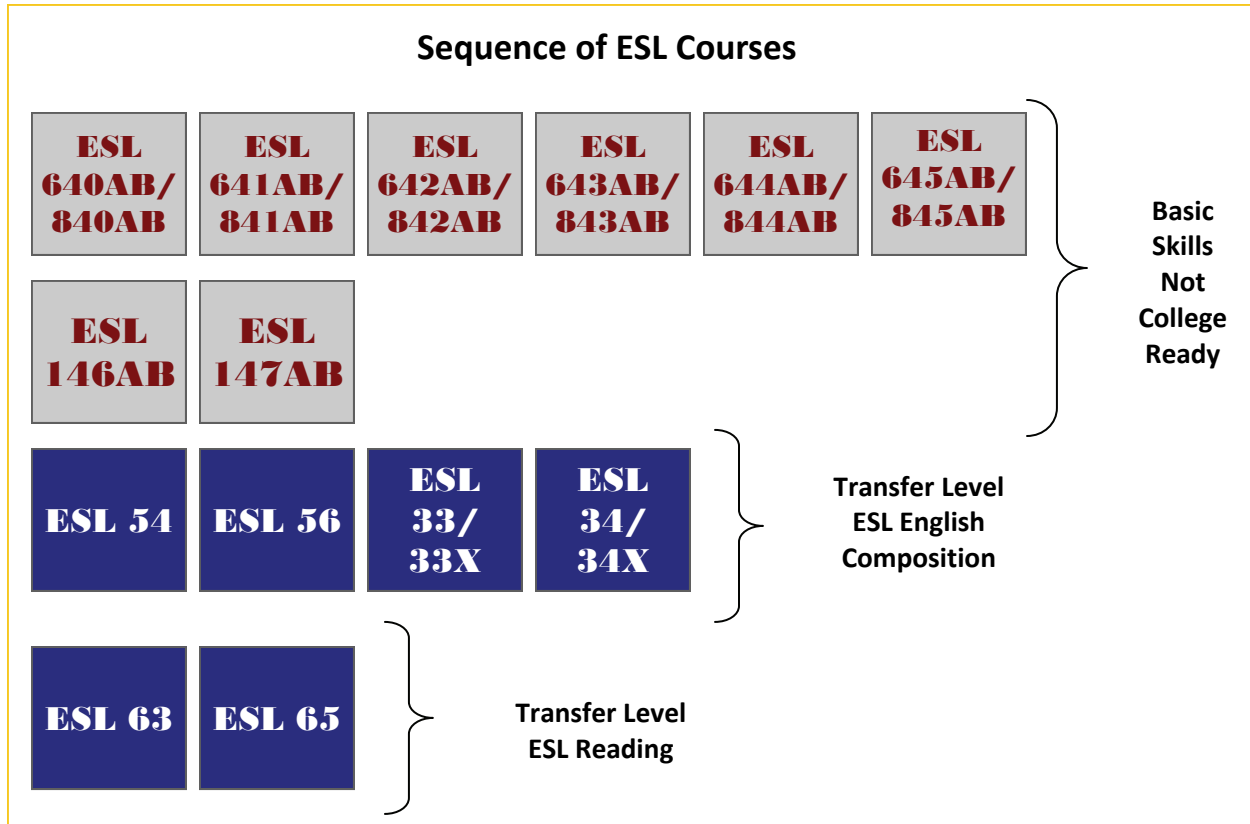 Sequence of ESL Courses
ESL
640AB/
840AB
ESL
641AB/
841AB
ESL
642AB/
842AB
ESL
643AB/
843AB
ESL
644AB/
844AB
ESL
645AB/
845AB
Basic
Skills
Not
College
Ready
ESL
146AB
ESL
147AB
ESL 54
ESL 56
ESL
33/
33X
ESL
34/
34X
Transfer Level
ESL English
Composition
ESL 63
ESL 65
Transfer Level
ESL Reading